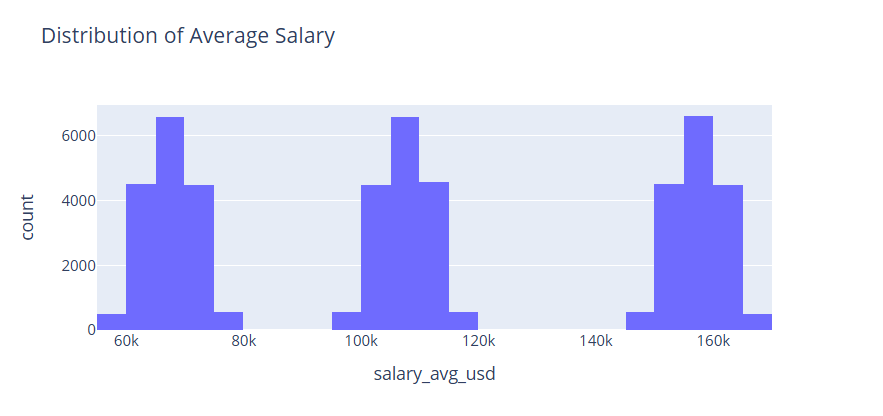 Distribution of Average Salary
count
6000
4000
2000
0
60k 80k 100k 120k 140k 160k
salary_avg_usd